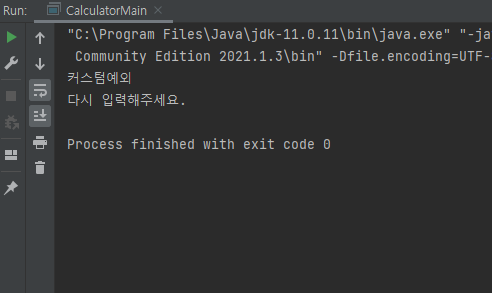 Run: CalculatorMain
"C:\Program Files\Java\jdk-11.0.11\bin\java.exe" "-ja
Community Edition 2021.1.3\bin" -Dfile.encoding=UTF-
커스텀예외
다시 입력해주세요.
Process finished with exit code 0